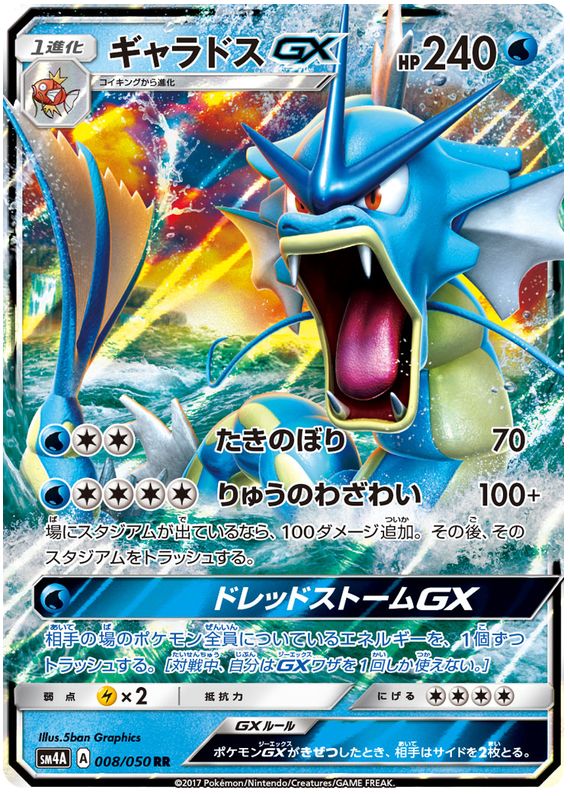 1進化
ギャラドスGX
HP240
コイキングから進化
たきのぼり 70
りゅうのわざわい 100+
場にスタジアムが出ているなら、100ダメージ追加。その後、その
スタジアムをトラッシュする。
ドレッドストームGX
相手の場のポケモン全員についているエネルギーを、1個ずつ
トラッシュする。[対戦中、自分はGXワザを1回しか使えない。]
弱点 ×2 抵抗力 にげる
GXルール
Illus.5ban Graphics
ポケモンGXがきぜつしたとき、相手はサイドを2枚とる。
SM4A A 008/050 RR
©2017 Pokémon/Nintendo/Creatures/GAME FREAK.